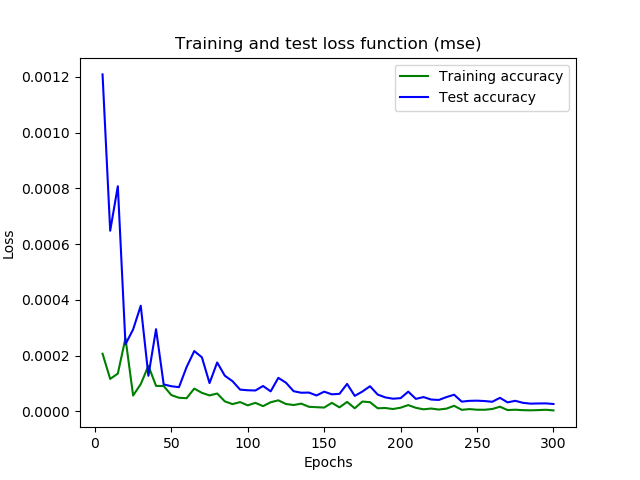 Training and test loss function (mse)
Training accuracy
Test accuracy
0.0012
0.0010
0.0008
0.0006
0.0004
0.0002
0.0000
Loss
0 50 100 150 200 250 300
Epochs